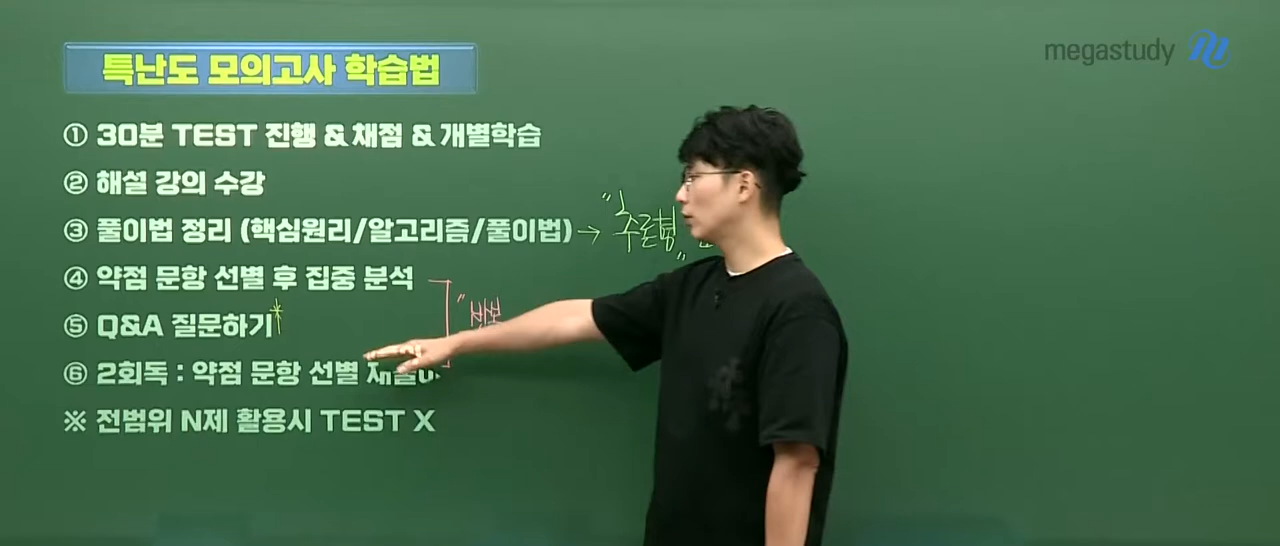 megastudy
특난도 모의고사 학습법
① 30분 TEST 진행 & 채점 & 개별학습
② 해설 강의 수강
③ 풀이법 정리 (핵심원리/알고리즘/풀이법) → "추론형"
④ 약점 문항 선별 후 집중 분석
⑤ Q&A 질문하기*
⑥ 2회독 : 약점 문항 선별
※ 전범위 N제 활용시 TEST X